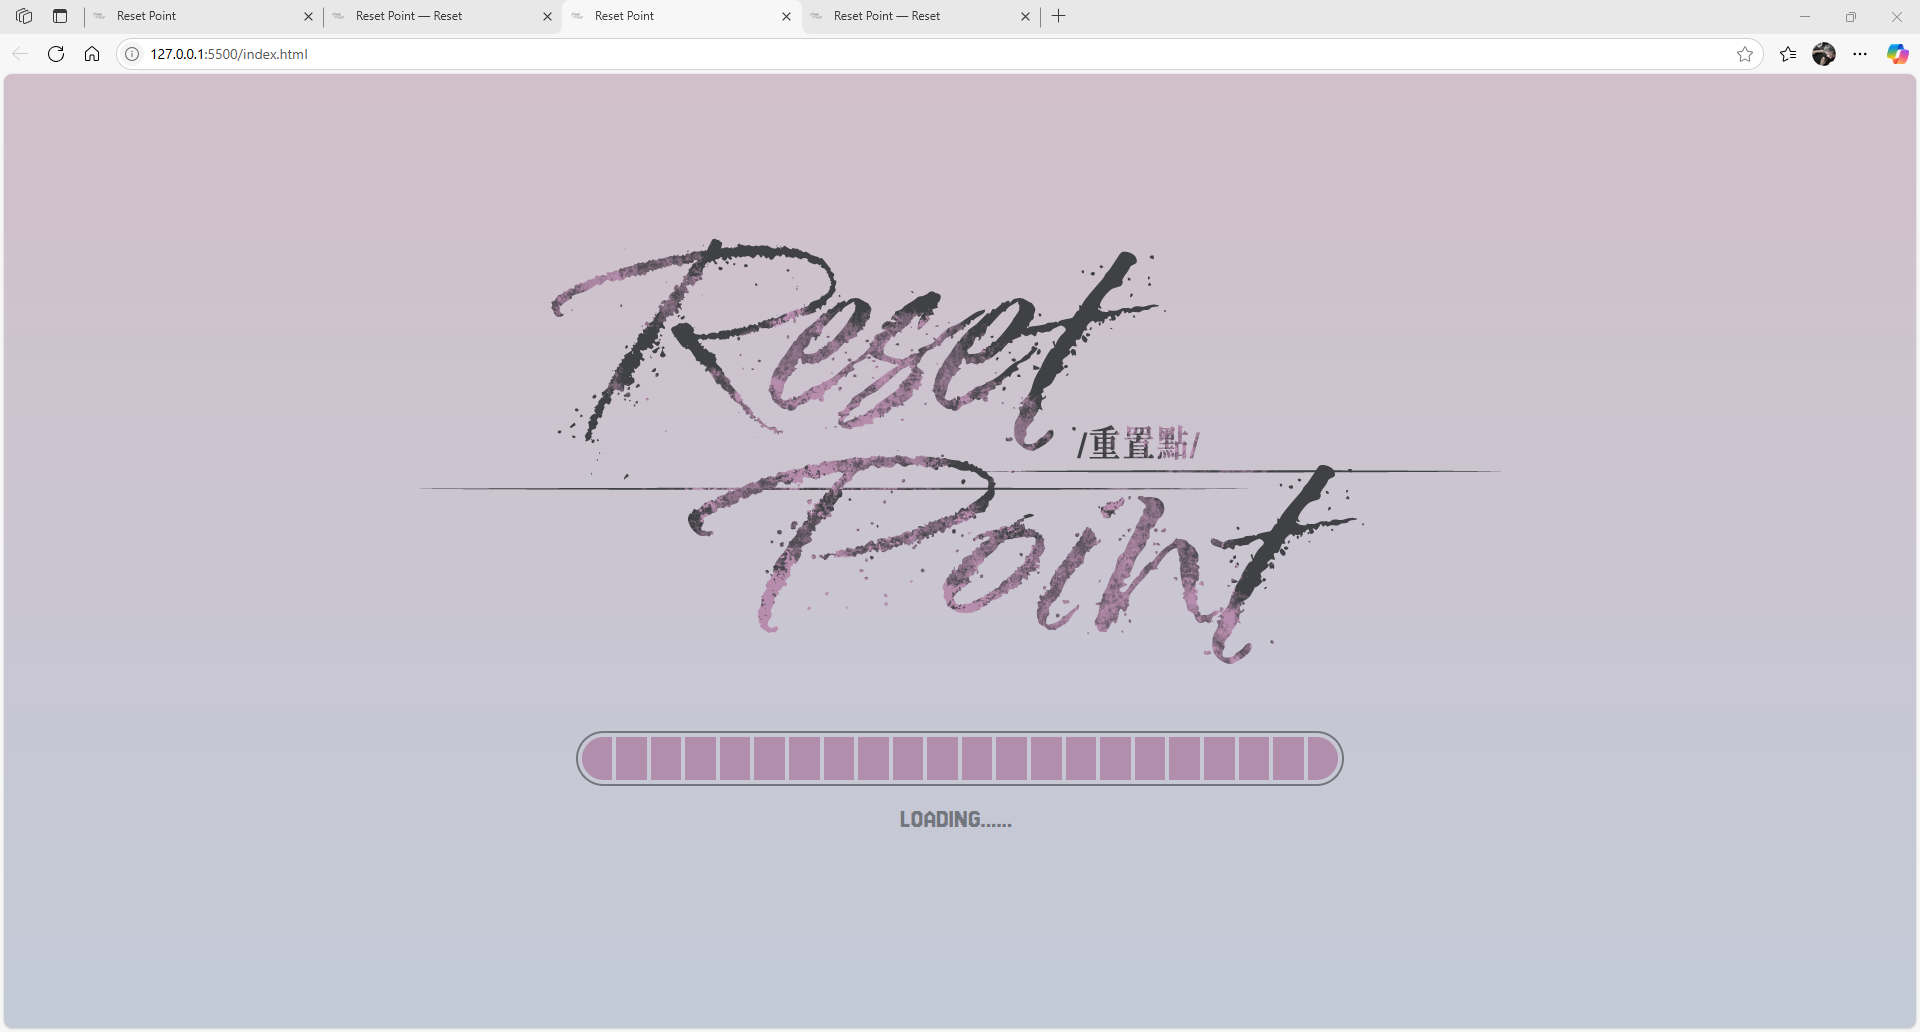 Reset Point
Reset Point — Reset
Reset Point
Reset Point — Reset
127.0.0.1:5500/index.html
Reset
/重置點/
Point
LOADING......